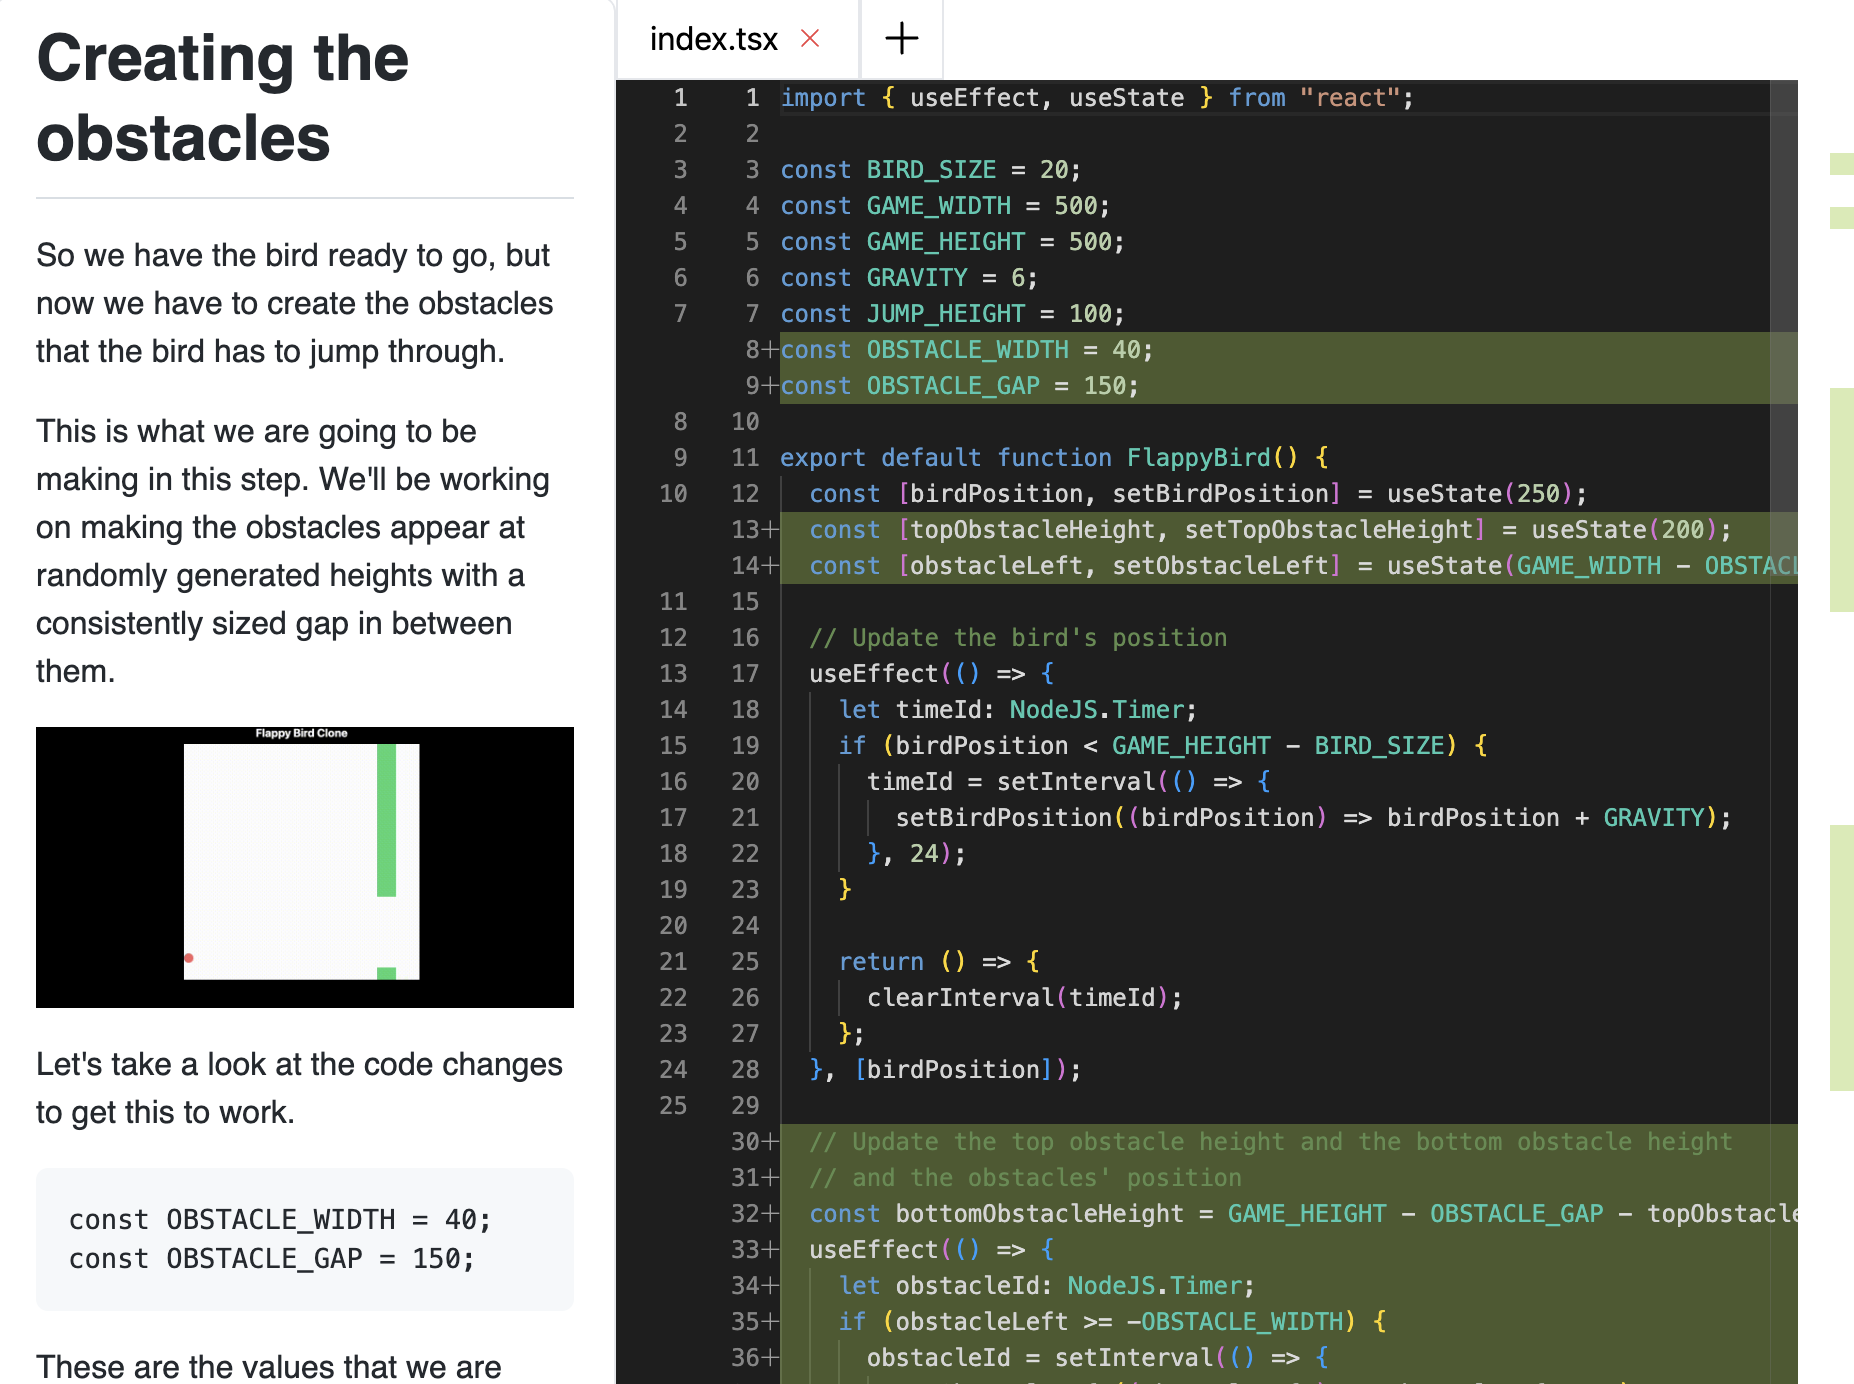 Creating the
obstacles
So we have the bird ready to go, but
now we have to create the obstacles
that the bird has to jump through.
This is what we are going to be
making in this step. We'll be working
on making the obstacles appear at
randomly generated heights with a
consistently sized gap in between
them.
Flappy Bird Clone
Let's take a look at the code changes
to get this to work.
const OBSTACLE_WIDTH = 40;
const OBSTACLE_GAP = 150;
These are the values that we are
index.tsx
1 1 import { useEffect, useState } from "react";
2 2
3 3 const BIRD_SIZE = 20;
4 4 const GAME_WIDTH = 500;
5 5 const GAME_HEIGHT = 500;
6 6 const GRAVITY = 6;
7 7 const JUMP_HEIGHT = 100;
8+ const OBSTACLE_WIDTH = 40;
9+ const OBSTACLE_GAP = 150;
8 10
9 11 export default function FlappyBird() {
10 12 const [birdPosition, setBirdPosition] = useState(250);
13+ const [topObstacleHeight, setTopObstacleHeight] = useState(200);
14+ const [obstacleLeft, setObstacleLeft] = useState(GAME_WIDTH - OBSTACL
11 15
12 16 // Update the bird's position
13 17 useEffect(() => {
14 18 let timeId: NodeJS.Timer;
15 19 if (birdPosition < GAME_HEIGHT - BIRD_SIZE) {
16 20 timeId = setInterval(() => {
17 21 setBirdPosition((birdPosition) => birdPosition + GRAVITY);
18 22 }, 24);
19 23 }
20 24
21 25 return () => {
22 26 clearInterval(timeId);
23 27 };
24 28 }, [birdPosition]);
25 29
30+ // Update the top obstacle height and the bottom obstacle height
31+ // and the obstacles' position
32+ const bottomObstacleHeight = GAME_HEIGHT - OBSTACLE_GAP - topObstacle
33+ useEffect(() => {
34+ let obstacleId: NodeJS.Timer;
35+ if (obstacleLeft >= -OBSTACLE_WIDTH) {
36+ obstacleId = setInterval(() => {